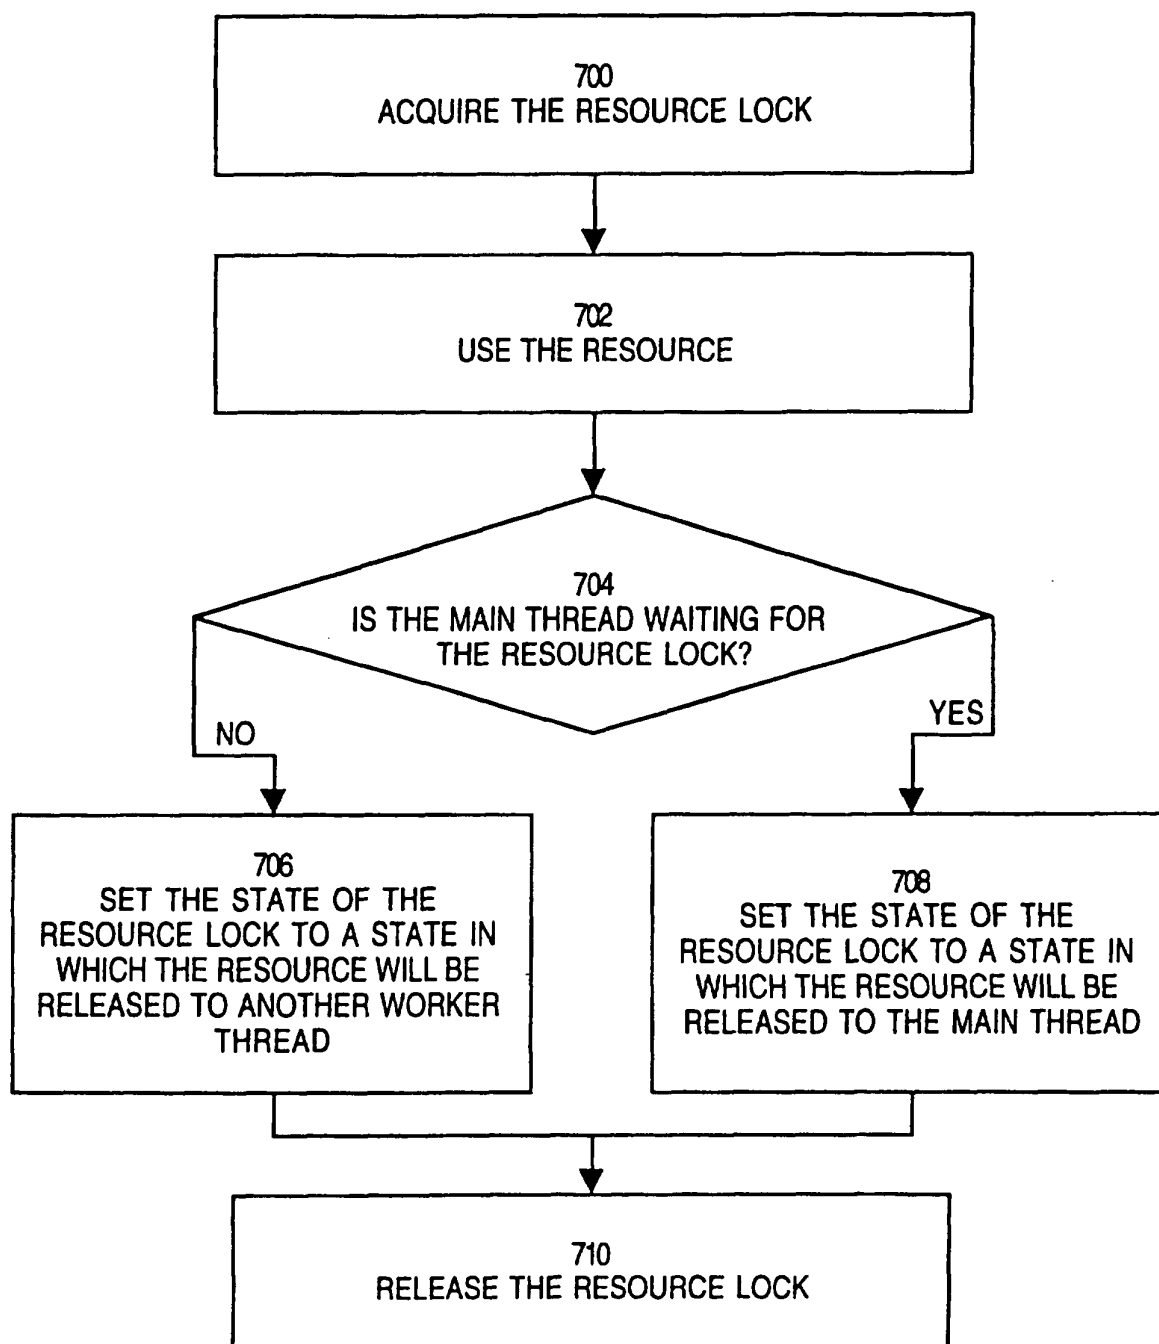 700
ACQUIRE THE RESOURCE LOCK
702
USE THE RESOURCE
704
IS THE MAIN THREAD WAITING FOR
THE RESOURCE LOCK?
NO
YES
706
SET THE STATE OF THE
RESOURCE LOCK TO A STATE IN
WHICH THE RESOURCE WILL BE
RELEASED TO ANOTHER WORKER
THREAD
708
SET THE STATE OF THE
RESOURCE LOCK TO A STATE IN
WHICH THE RESOURCE WILL BE
RELEASED TO THE MAIN THREAD
710
RELEASE THE RESOURCE LOCK